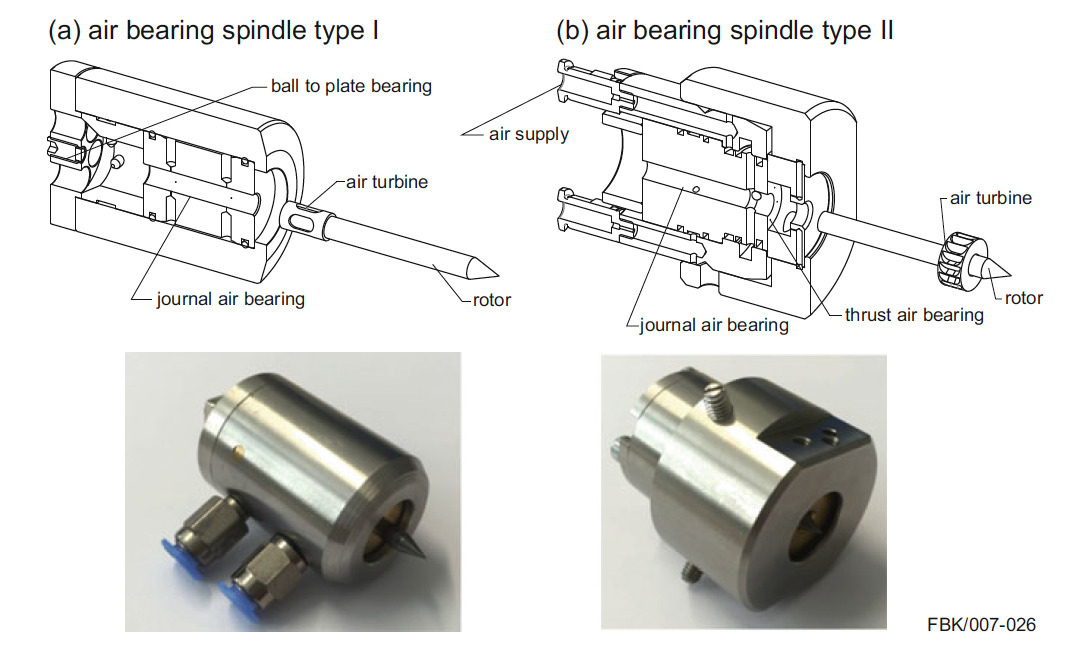 (a) air bearing spindle type I
(b) air bearing spindle type II
ball to plate bearing
air turbine
journal air bearing
rotor
air supply
air turbine
rotor
thrust air bearing
journal air bearing
FBK/007-026